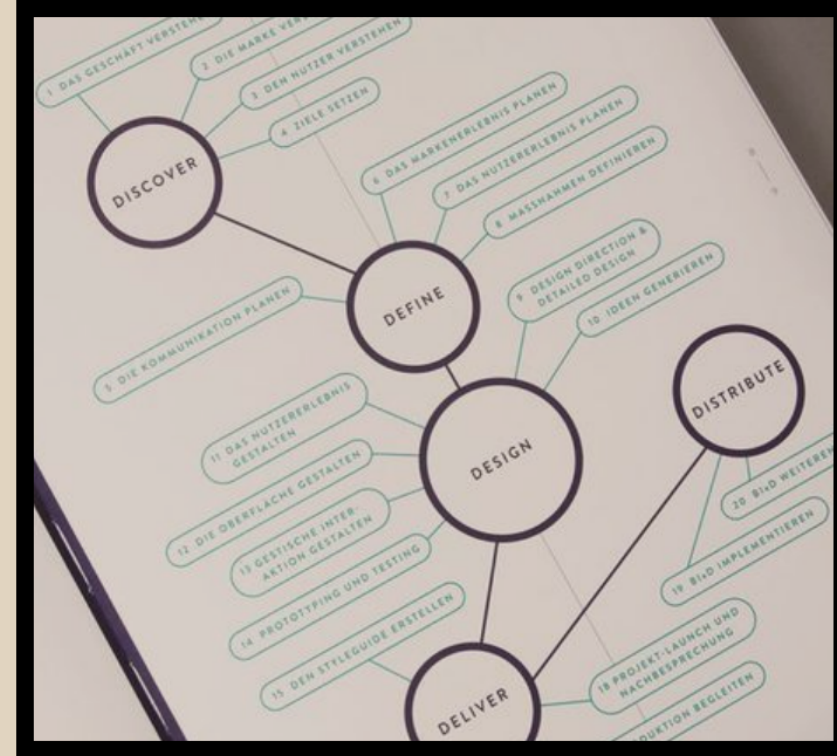 1 DAS GESCHÄFT VERSTEHEN
2 DIE MARKE
3 DEN NUTZER VERSTEHEN
4 ZIELE SETZEN
DISCOVER
6 DAS MARKENERLEBNIS PLANEN
7 DAS NUTZERERLEBNIS PLANEN
8 MASSNAHMEN DEFINIEREN
DEFINE
5 DIE KOMMUNIKATION PLANEN
9 DESIGN DIRECTION &
DETAILED DESIGN
10 IDEEN GENERIEREN
DISTRIBUTE
11 DAS NUTZERERLEBNIS
GESTALTEN
DESIGN
12 DIE OBERFLÄCHE GESTALTEN
13 GESTISCHE INTER-
AKTION GESTALTEN
14 PROTOTYPING UND TESTING
15 DEN STYLEGUIDE ERSTELLEN
20 BIxD WEITEREN
19 BIxD IMPLEMENTIEREN
18 PROJEKT-LAUNCH UND
NACHBESPRECHUNG
BEGLEITEN
DELIVER